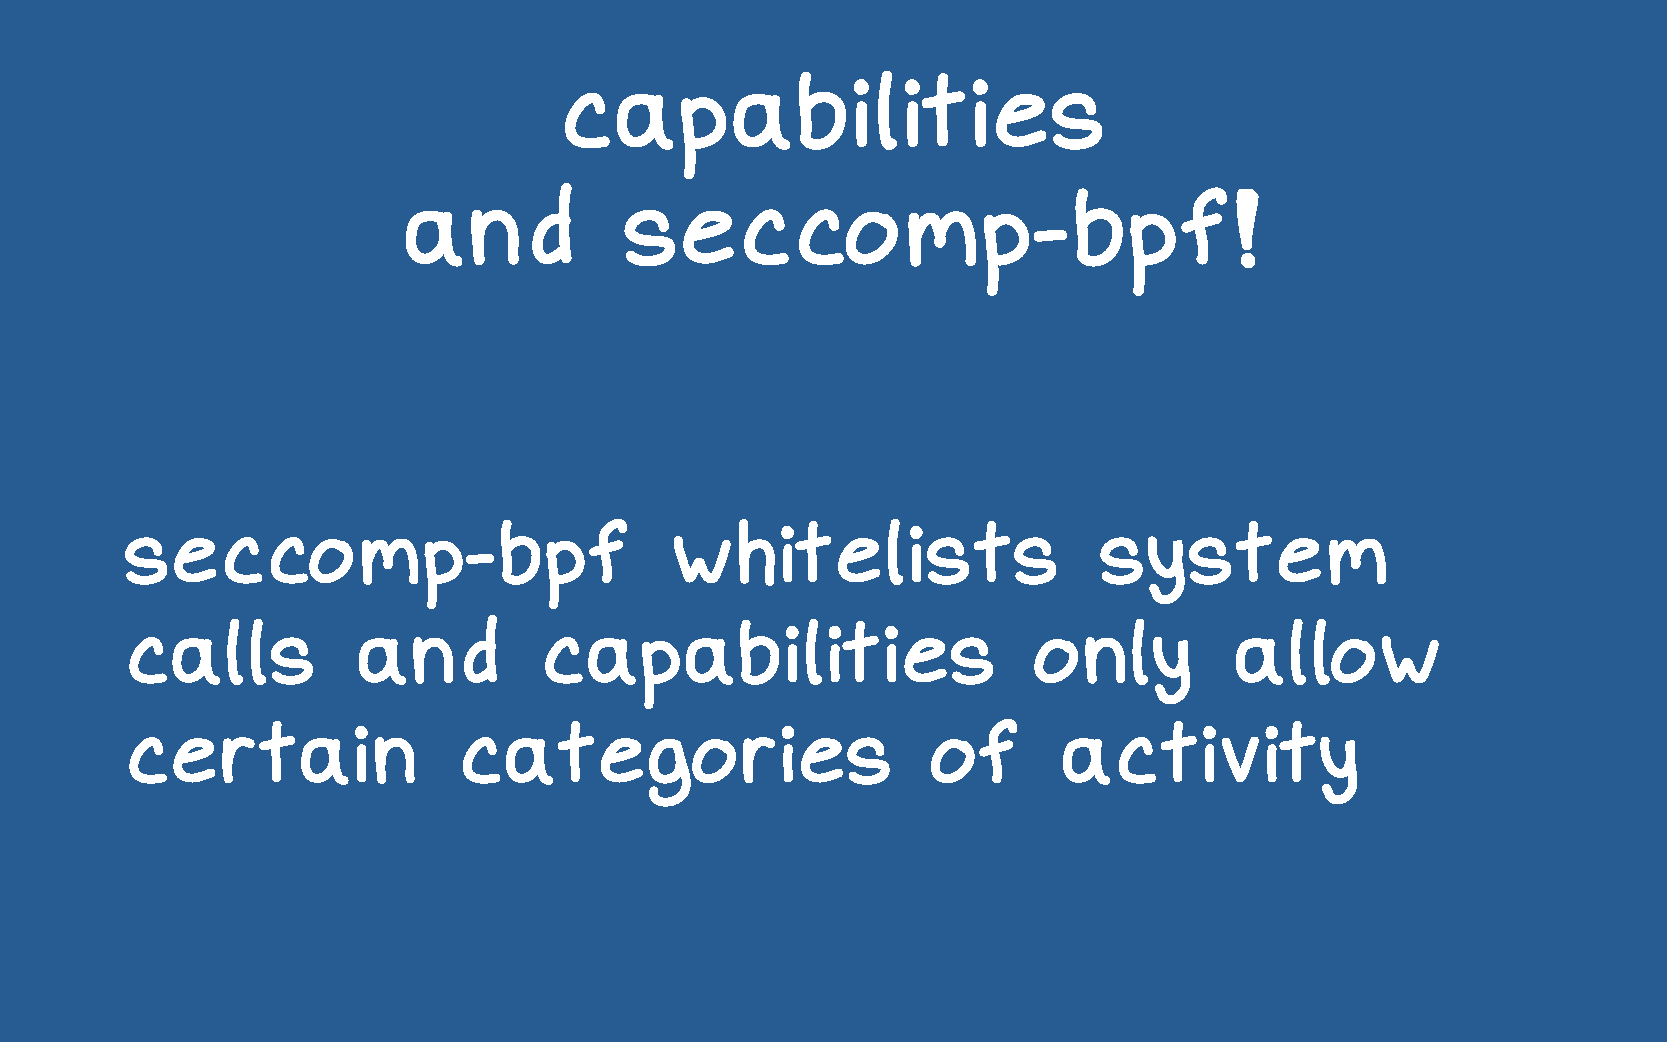 capabilities
and seccomp-bpf!
seccomp-bpf whitelists system
calls and capabilities only allow
certain categories of activity